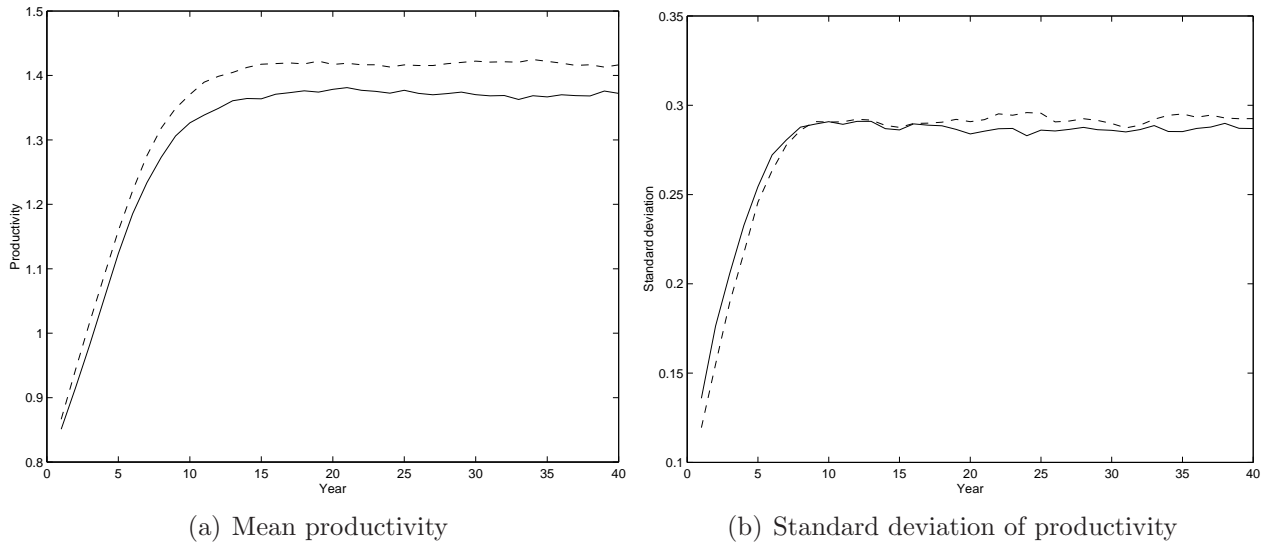 1.5
1.4
1.3
1.2
1.1
1
0.9
0.8
Productivity
0 5 10 15 20 25 30 35 40
Year
(a) Mean productivity
0.35
0.3
0.25
0.2
0.15
0.1
Standard deviation
0 5 10 15 20 25 30 35 40
Year
(b) Standard deviation of productivity